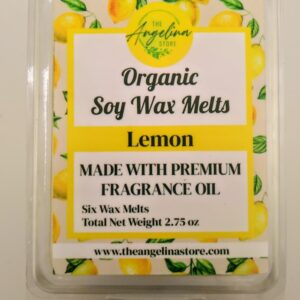 THE
Angelina
STORE
Organic
Soy Wax Melts
Lemon
MADE WITH PREMIUM
FRAGRANCE OIL
Six Wax Melts
Total Net Weight 2.75 oz
www.theangelinastore.com